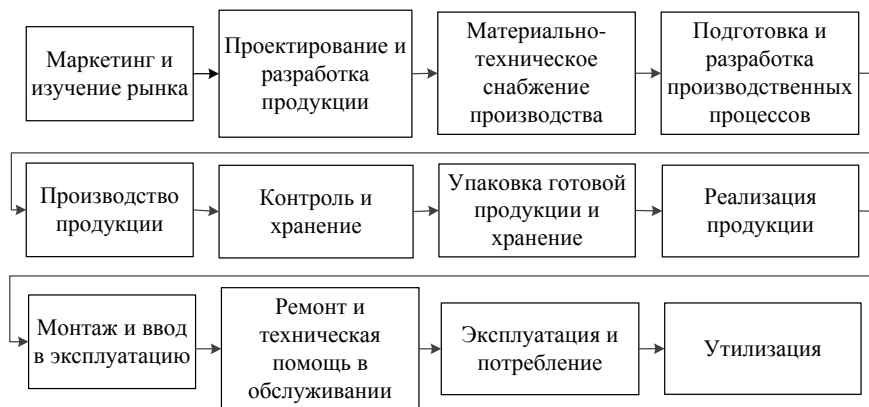 Маркетинг и
изучение рынка
Проектирование и
разработка
продукции
Материально-
техническое
снабжение
производства
Подготовка и
разработка
производственных
процессов
Производство
продукции
Контроль и
хранение
Упаковка готовой
продукции и
хранение
Реализация
продукции
Монтаж и ввод
в эксплуатацию
Ремонт и
техническая
помощь в
обслуживании
Эксплуатация и
потребление
Утилизация